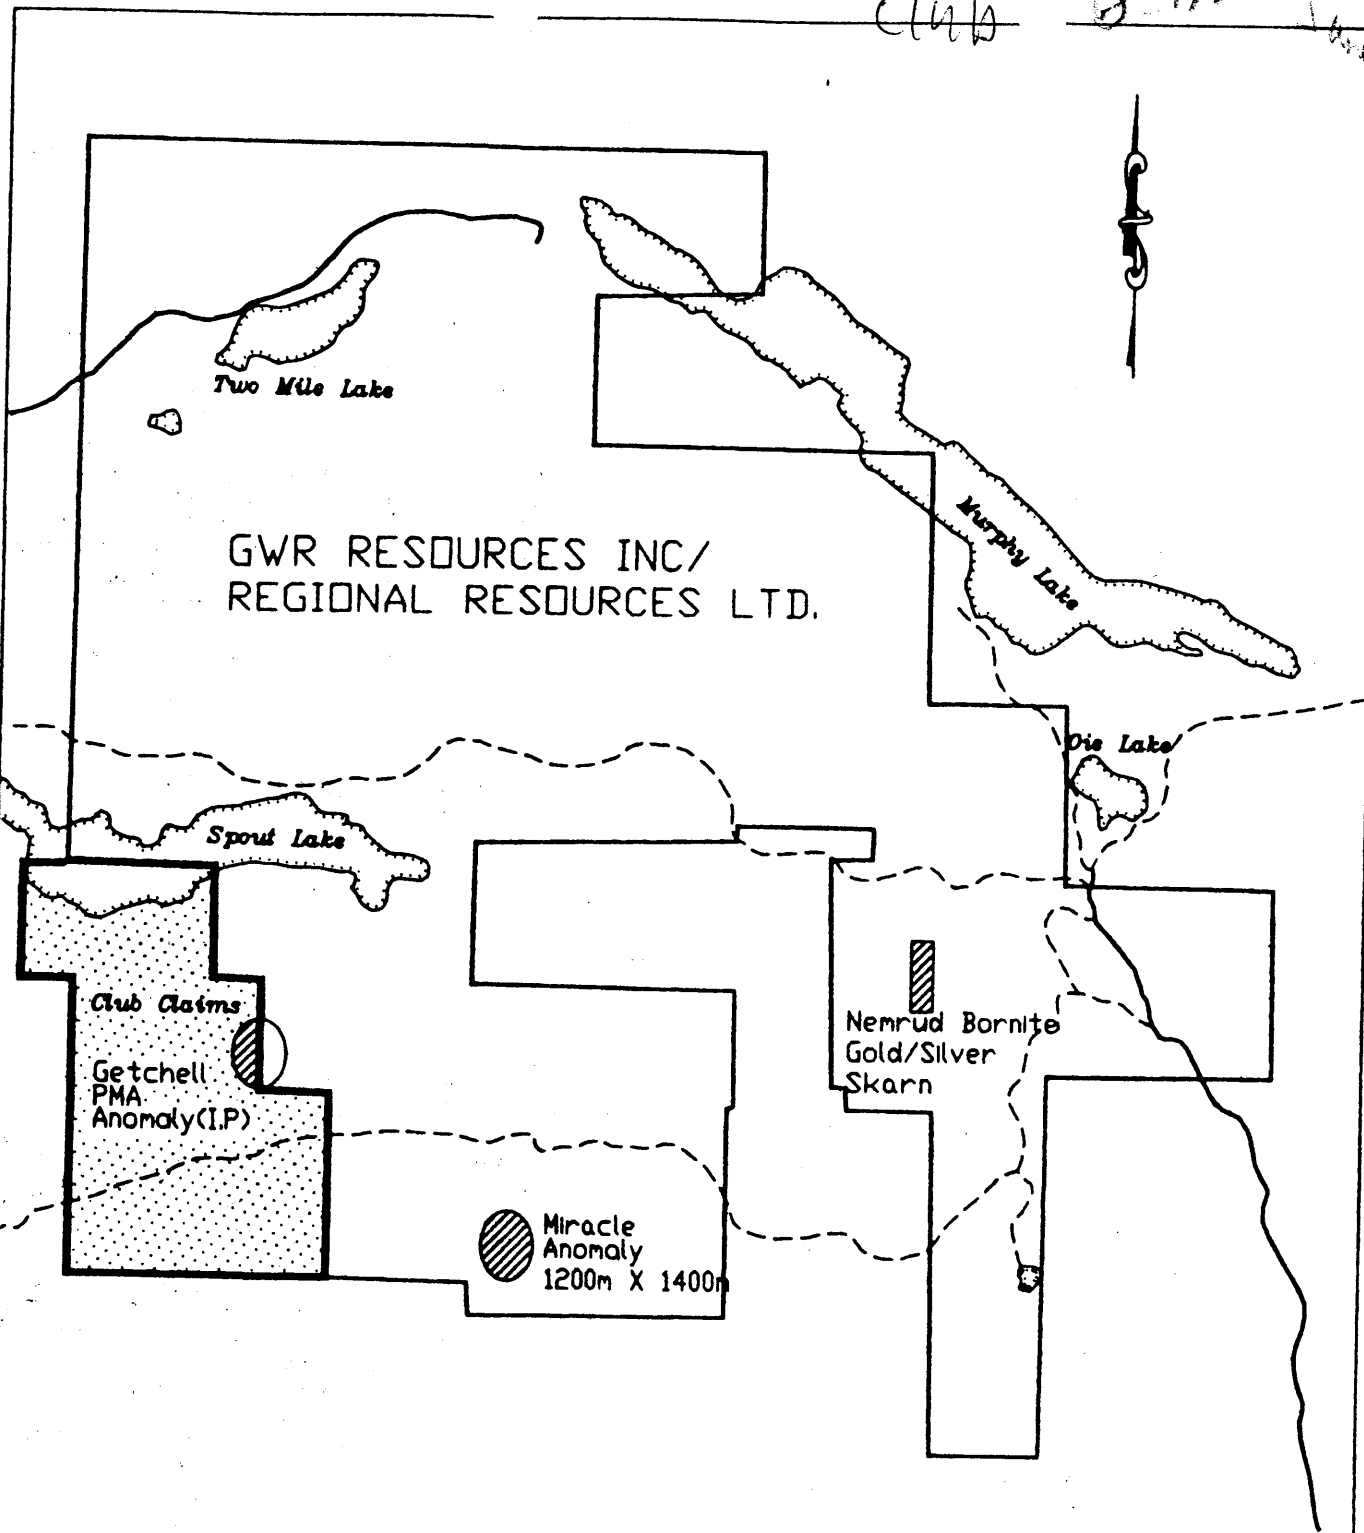 Club
Two Mile Lake
GWR RESOURCES INC/
REGIONAL RESOURCES LTD.
Murphy Lake
Oie Lake
Spout Lake
Club Claims
Getchell
PMA
Anomaly(I.P)
Nemrud Bornite
Gold/Silver
Skarn
Miracle
Anomaly
1200m X 1400m